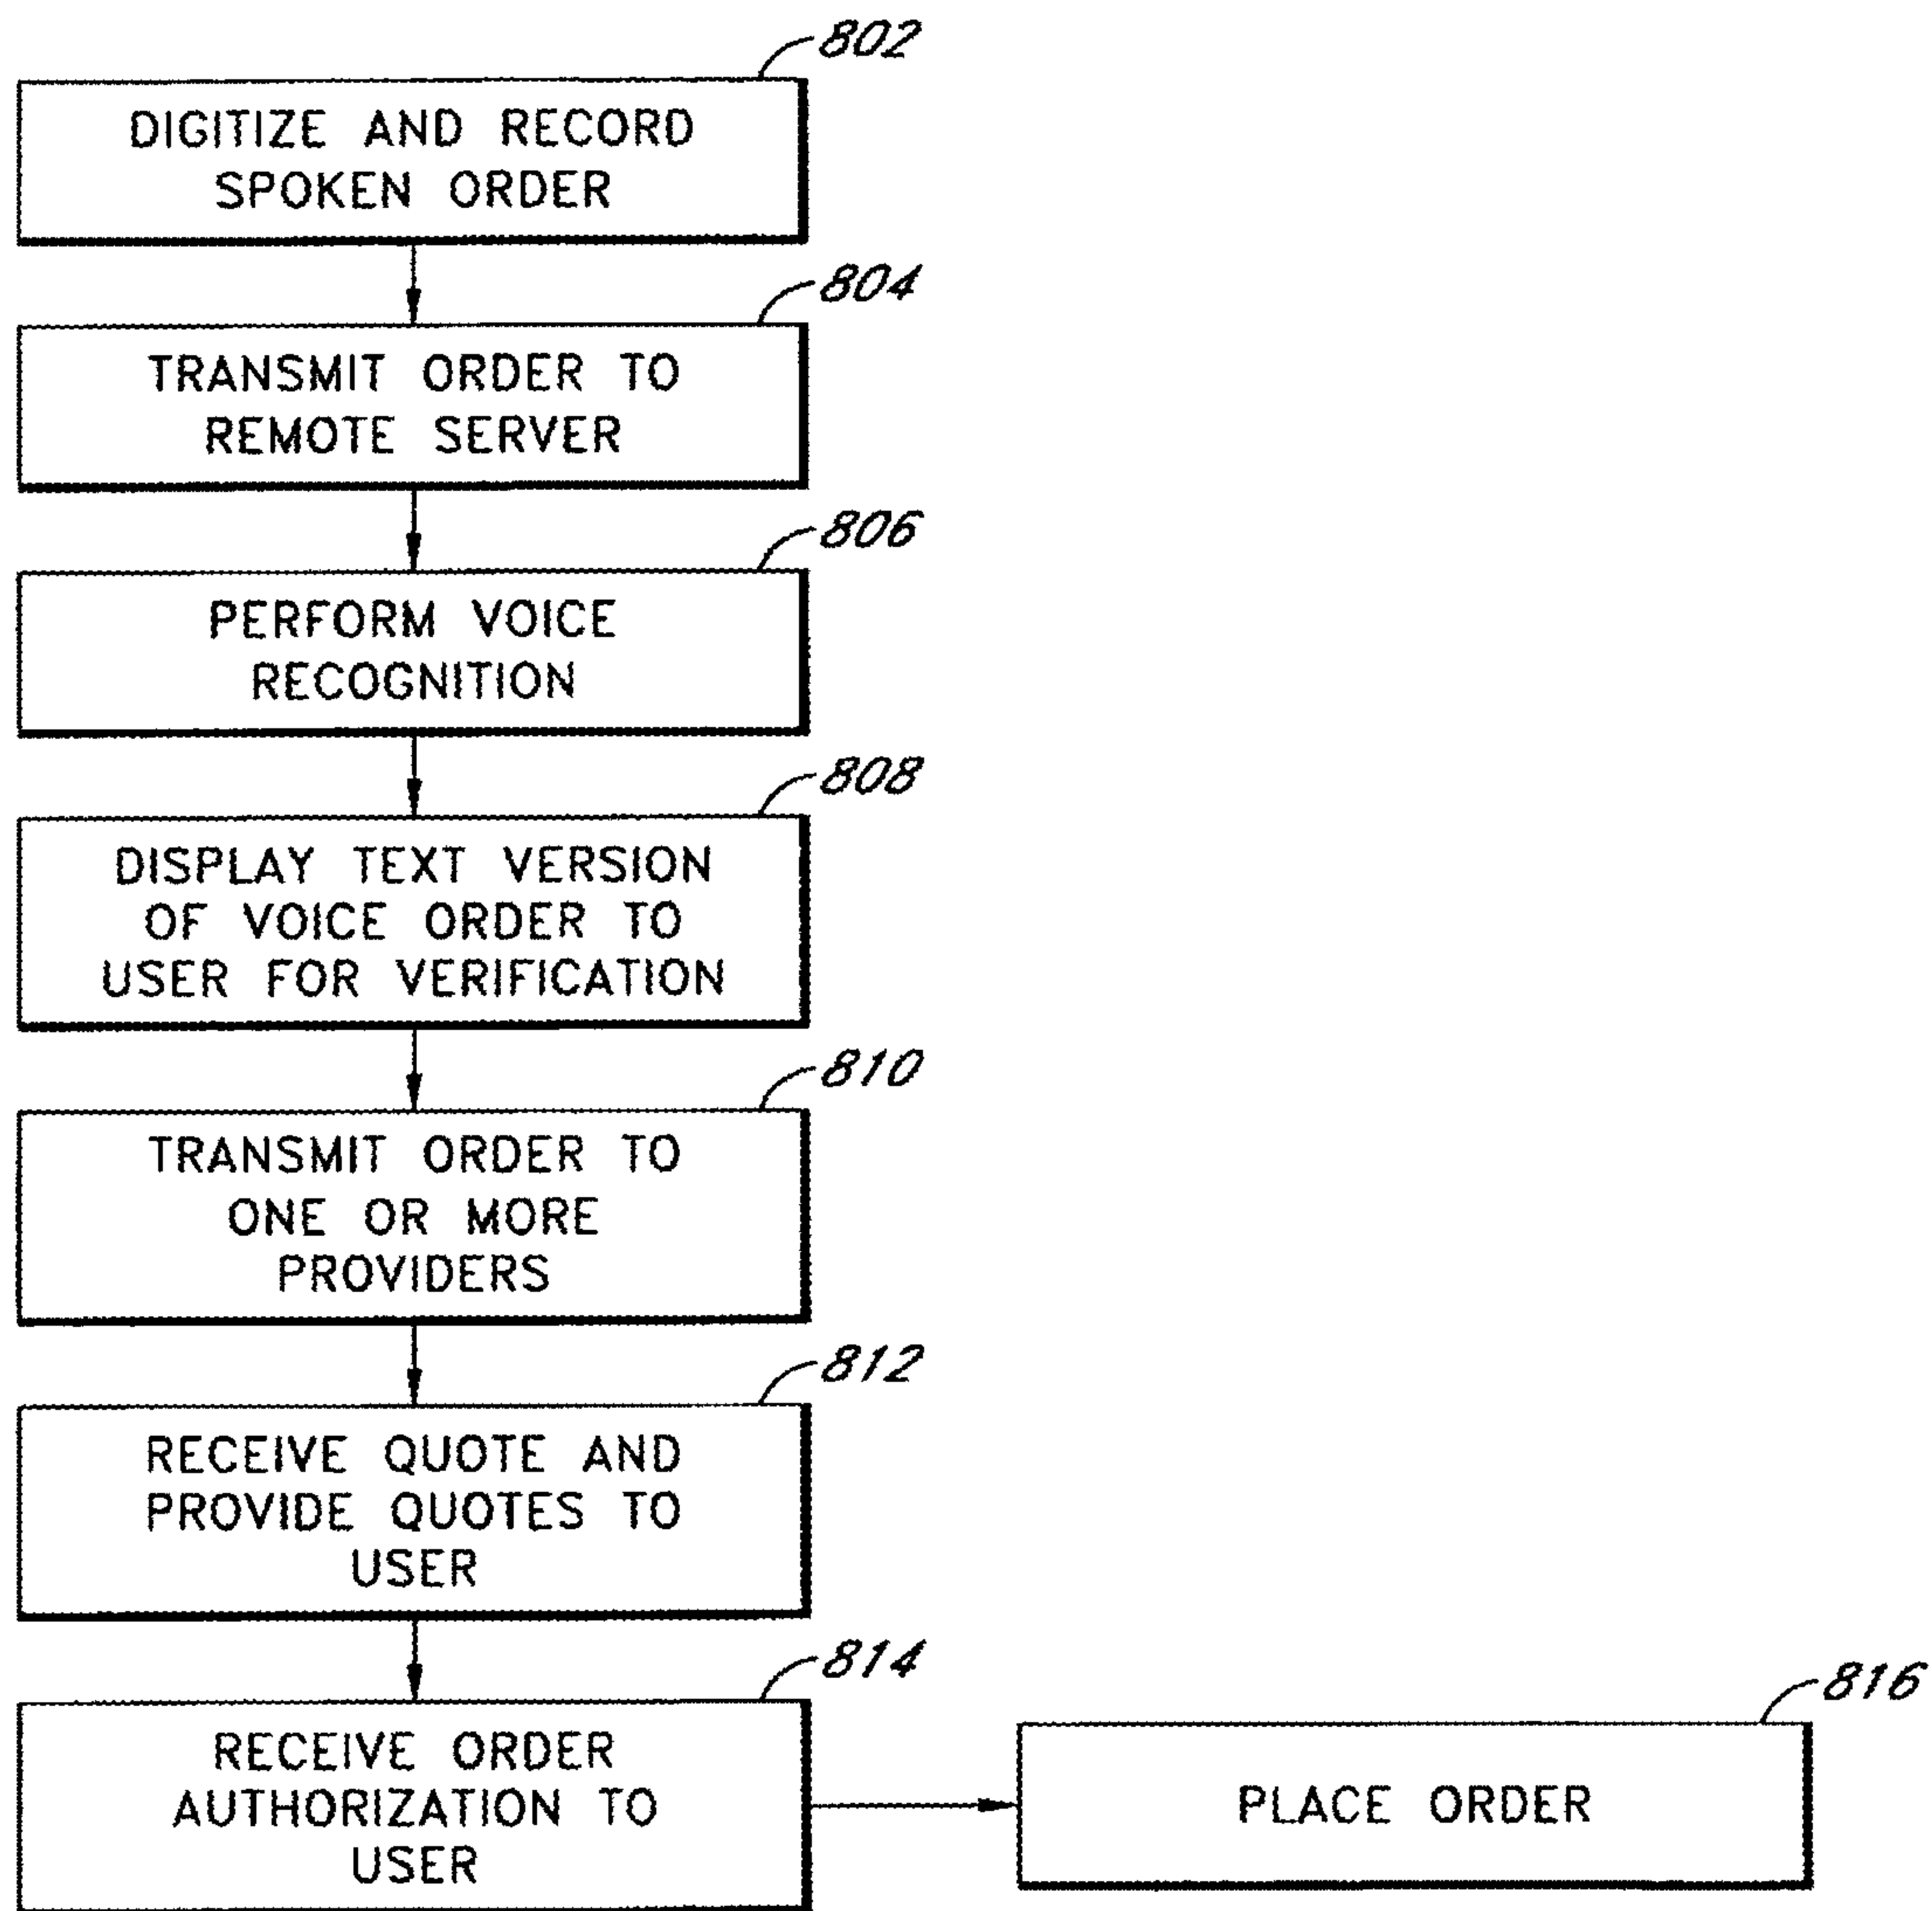 802
DIGITIZE AND RECORD
SPOKEN ORDER
804
TRANSMIT ORDER TO
REMOTE SERVER
806
PERFORM VOICE
RECOGNITION
808
DISPLAY TEXT VERSION
OF VOICE ORDER TO
USER FOR VERIFICATION
810
TRANSMIT ORDER TO
ONE OR MORE
PROVIDERS
812
RECEIVE QUOTE AND
PROVIDE QUOTES TO
USER
814
RECEIVE ORDER
AUTHORIZATION TO
USER
816
PLACE ORDER